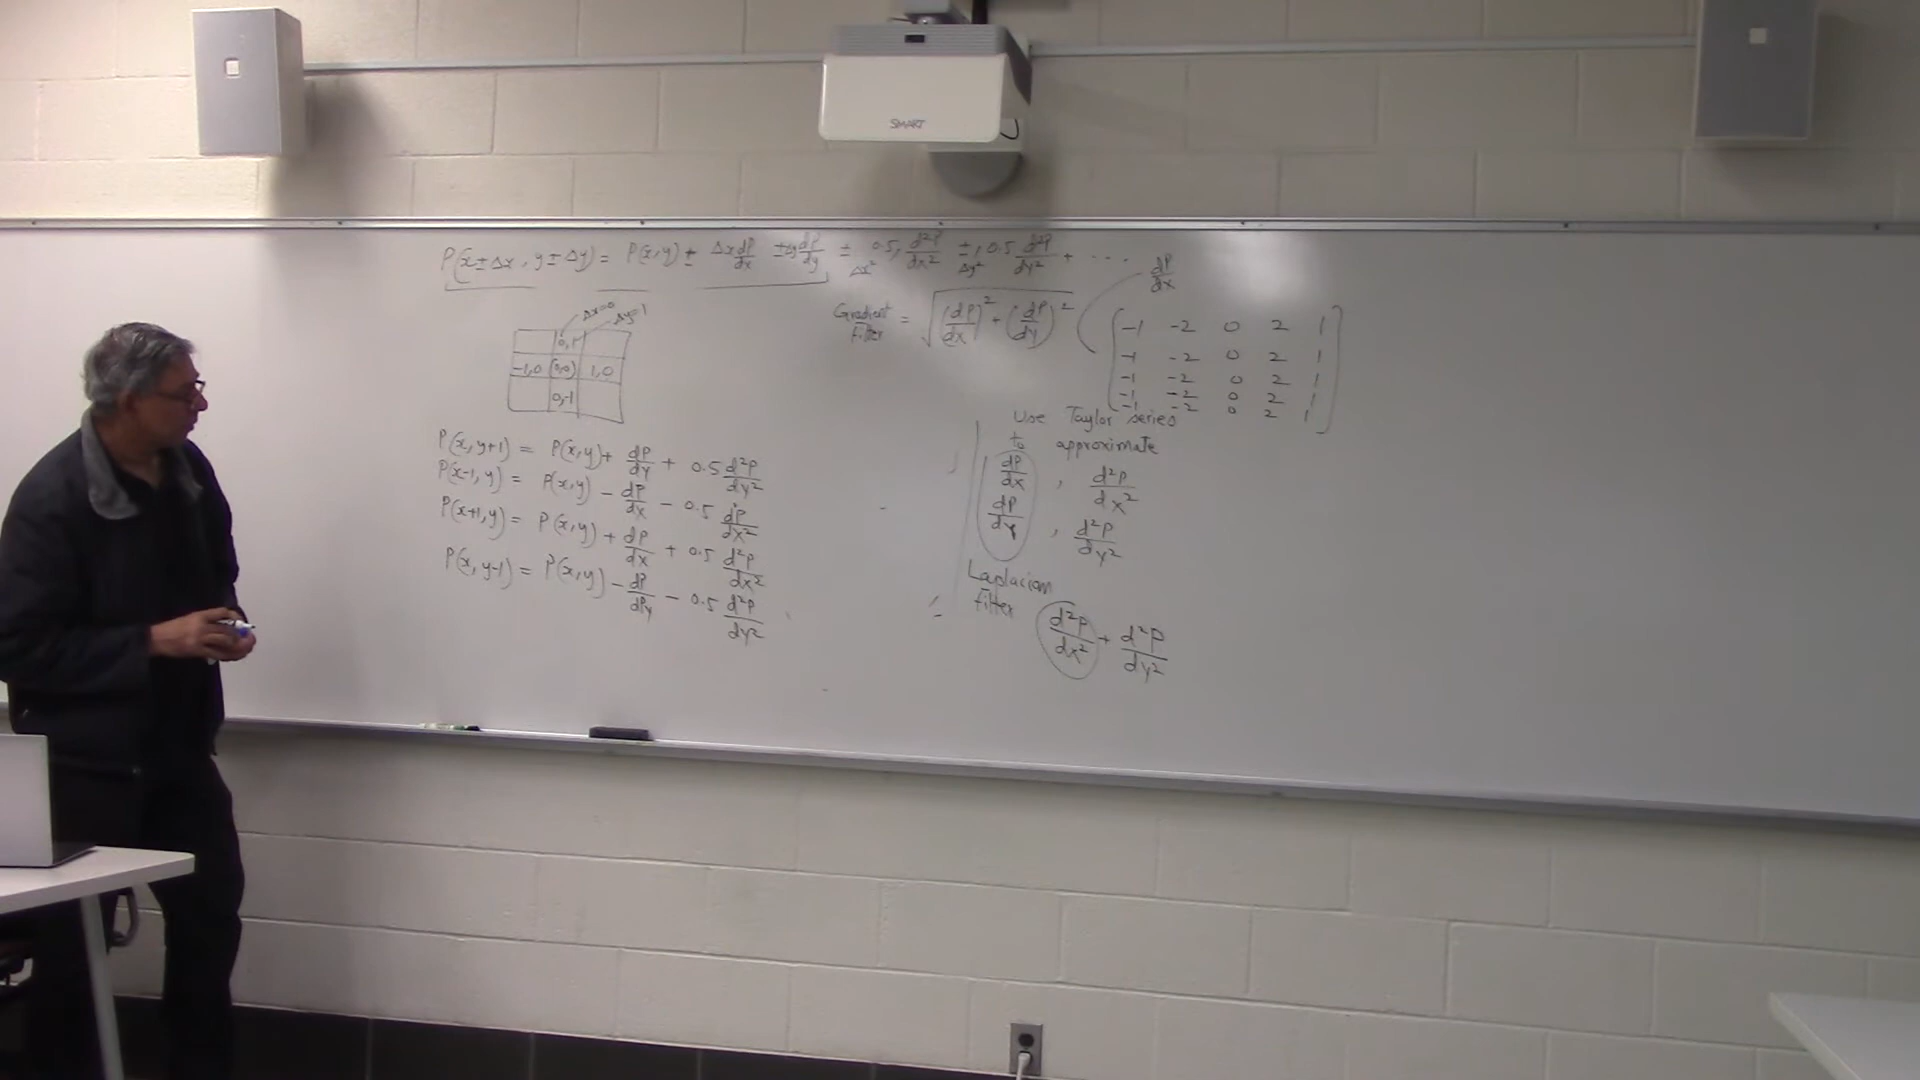 SMART
P(x±Δx, y±Δy) = P(x,y) ± Δx dP/dx ± Δy dP/dy ± Δx² 0.5 d²P/dx² ± Δy² 0.5 d²P/dy² + ...
dP/dx
Δx=0
Δy=1
0,1
-1,0 (0,0) 1,0
0,-1
Gradient
Filter = √((dP/dx)² + (dP/dy)²)
-1 -2 0 2 1
-1 -2 0 2 1
-1 -2 0 2 1
-1 -2 0 2 1
-1 -2 0 2 1
use Taylor series
to approximate
dP/dx , d²P/dx²
dP/dy , d²P/dy²
P(x,y+1) = P(x,y) + dP/dy + 0.5 d²P/dy²
P(x-1,y) = P(x,y) - dP/dx - 0.5 d²P/dx²
P(x+1,y) = P(x,y) + dP/dx + 0.5 d²P/dx²
P(x,y-1) = P(x,y) - dP/dPy - 0.5 d²P/dy²
Laplacian
filter
d²P/dx² + d²P/dy²